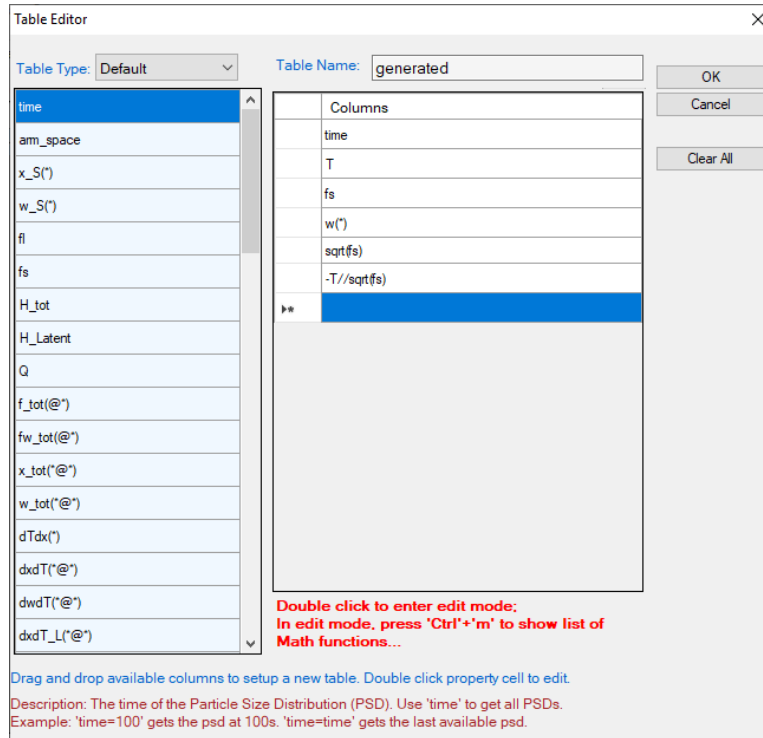 Table Editor
Table Type: Default
Table Name: generated
OK
Cancel
Clear All
time
arm_space
x_S(*)
w_S(*)
fl
fs
H_tot
H_Latent
Q
f_tot(@*)
fw_tot(@*)
x_tot(*@*)
w_tot(*@*)
dTdx(*)
dxdT(*@*)
dwdT(*@*)
dxdT_L(*@*)
Columns
time
T
fs
w(*)
sqrt(fs)
-T//sqrt(fs)
Double click to enter edit mode;
In edit mode, press 'Ctrl'+'m' to show list of
Math functions...
Drag and drop available columns to setup a new table. Double click property cell to edit.
Description: The time of the Particle Size Distribution (PSD). Use 'time' to get all PSDs.
Example: 'time=100' gets the psd at 100s. 'time=time' gets the last available psd.